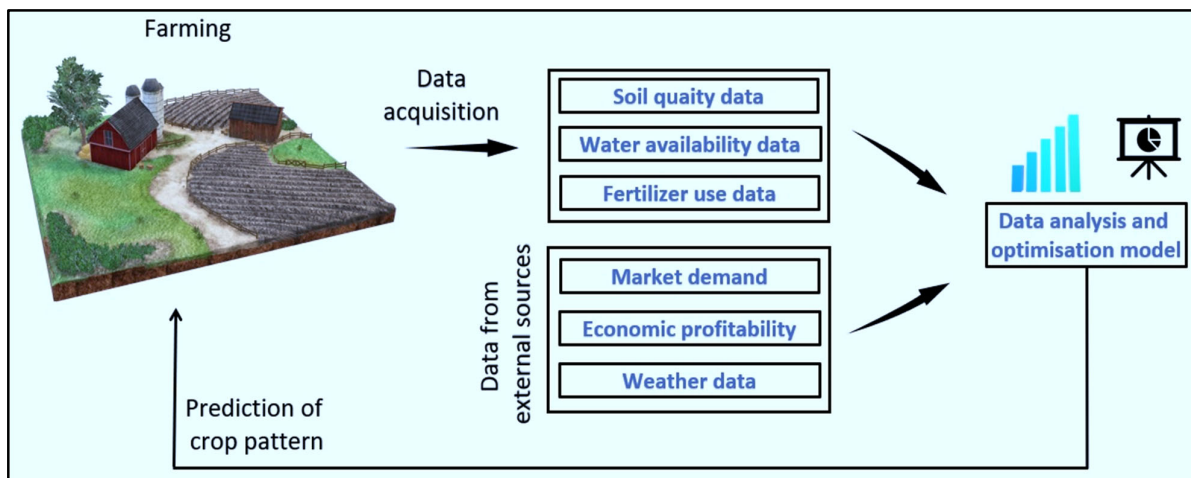 Farming
Data
acquisition
Soil quaity data
Water availability data
Fertilizer use data
Data from
external sources
Market demand
Economic profitability
Weather data
Data analysis and
optimisation model
Prediction of
crop pattern